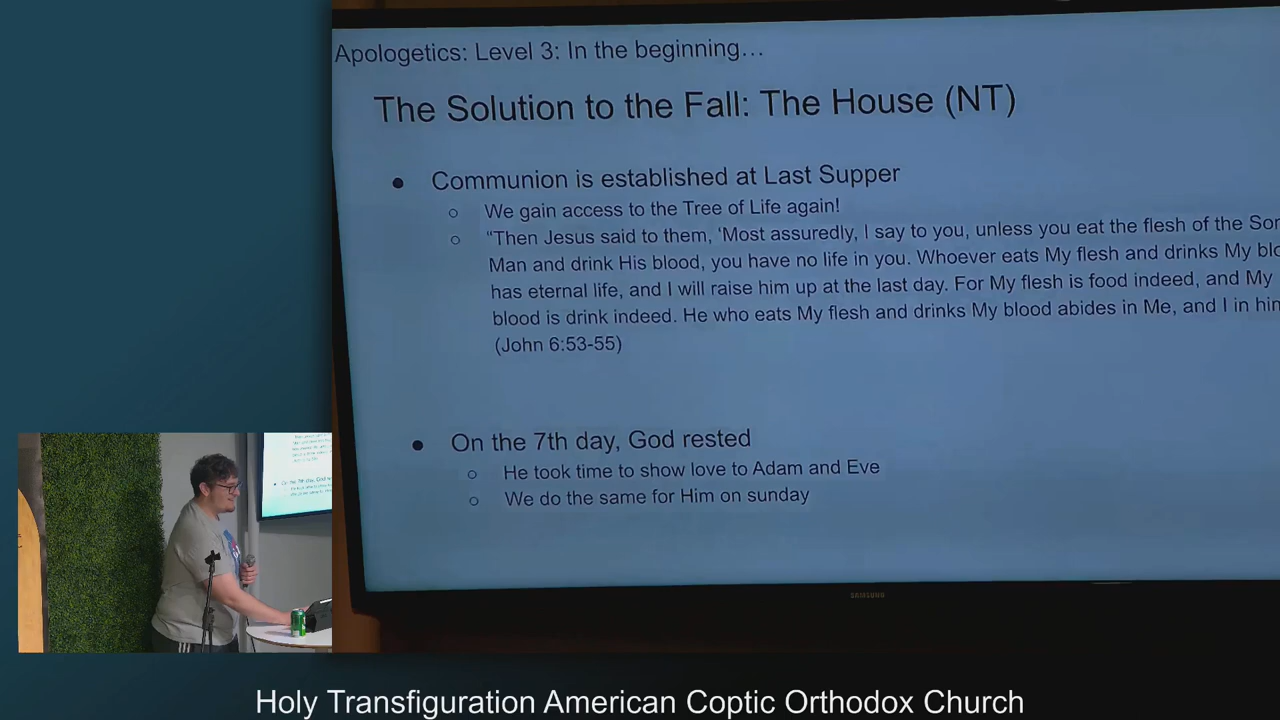 Apologetics: Level 3: In the beginning…
The Solution to the Fall: The House (NT)
● Communion is established at Last Supper
○ We gain access to the Tree of Life again!
○ “Then Jesus said to them, ‘Most assuredly, I say to you, unless you eat the flesh of the
Man and drink His blood, you have no life in you. Whoever eats My flesh and drinks My
has eternal life, and I will raise him up at the last day. For My flesh is food indeed, and My
blood is drink indeed. He who eats My flesh and drinks My blood abides in Me, and I in
(John 6:53-55)
● On the 7th day, God rested
○ He took time to show love to Adam and Eve
○ We do the same for Him on sunday
SAMSUNG
Holy Transfiguration American Coptic Orthodox Church